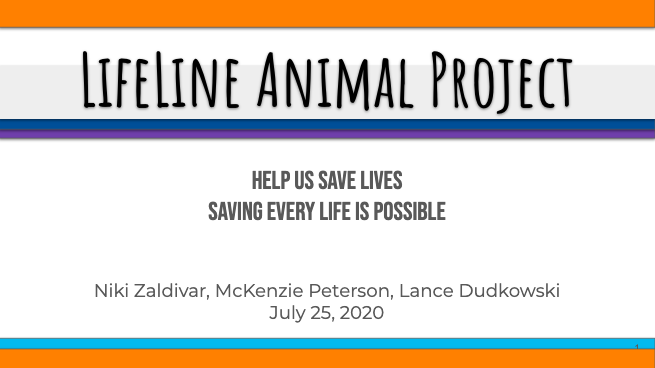 LifeLine Animal Project
HELP US SAVE LIVES
SAVING EVERY LIFE IS POSSIBLE
Niki Zaldivar, McKenzie Peterson, Lance Dudkowski
July 25, 2020
1